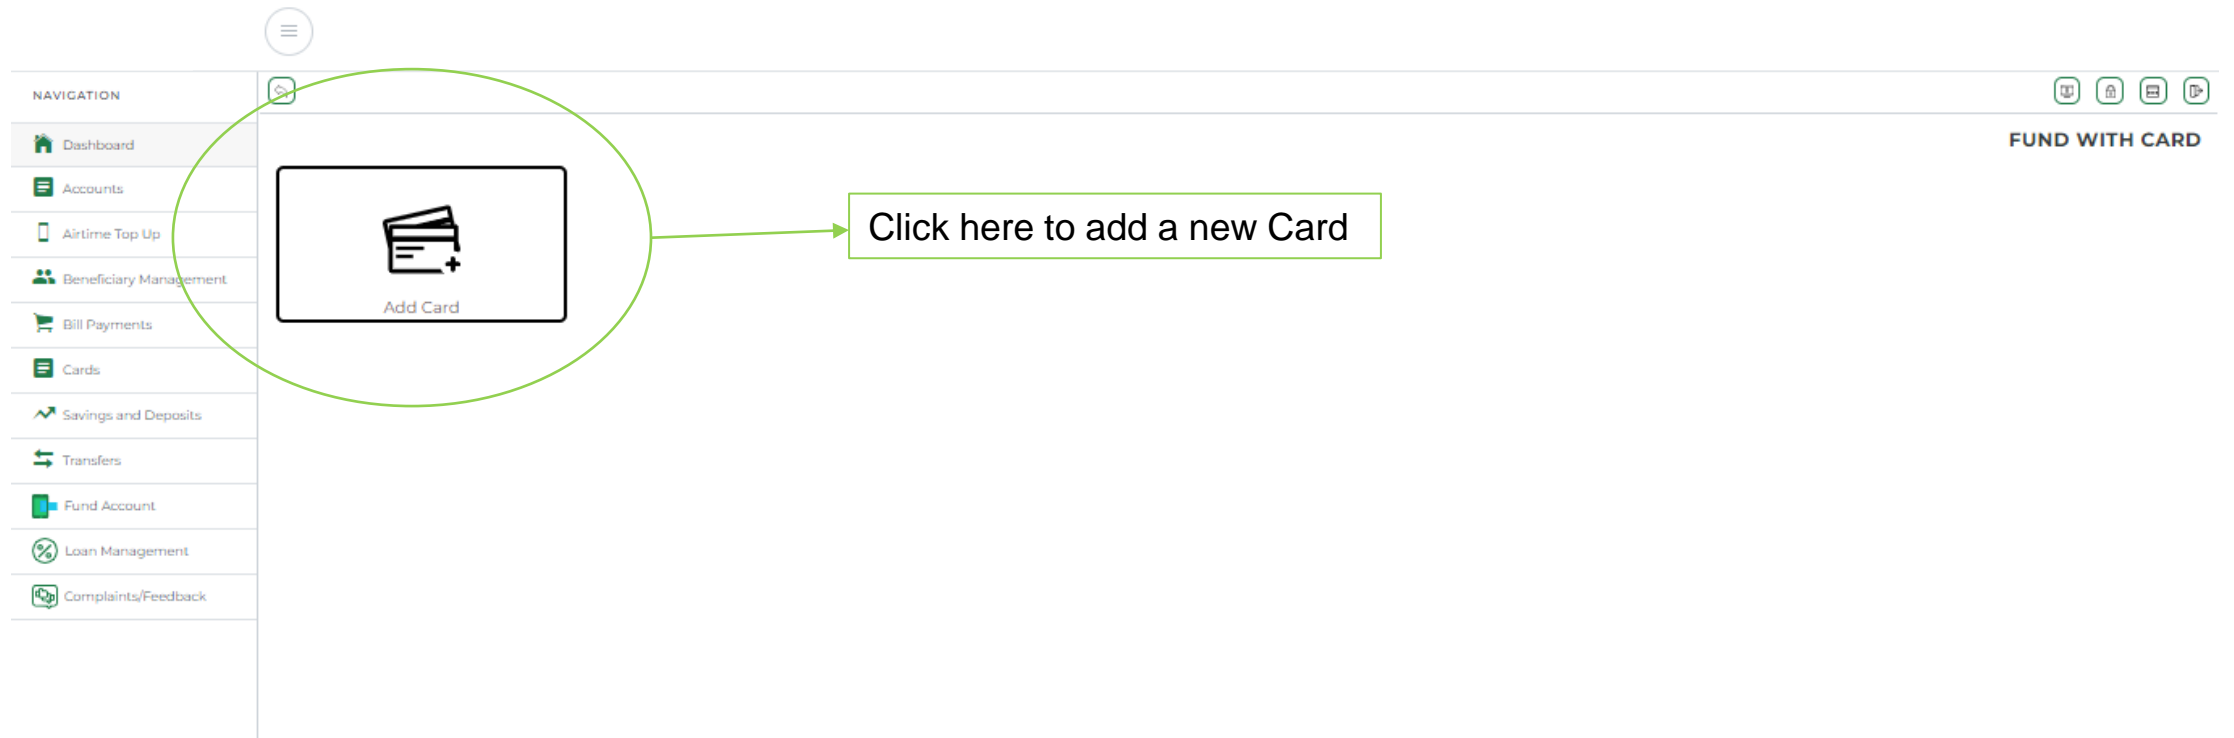 NAVIGATION
Dashboard
Accounts
Airtime Top Up
Beneficiary Management
Bill Payments
Cards
Savings and Deposits
Transfers
Fund Account
Loan Management
Complaints/Feedback
FUND WITH CARD
Add Card
Click here to add a new Card